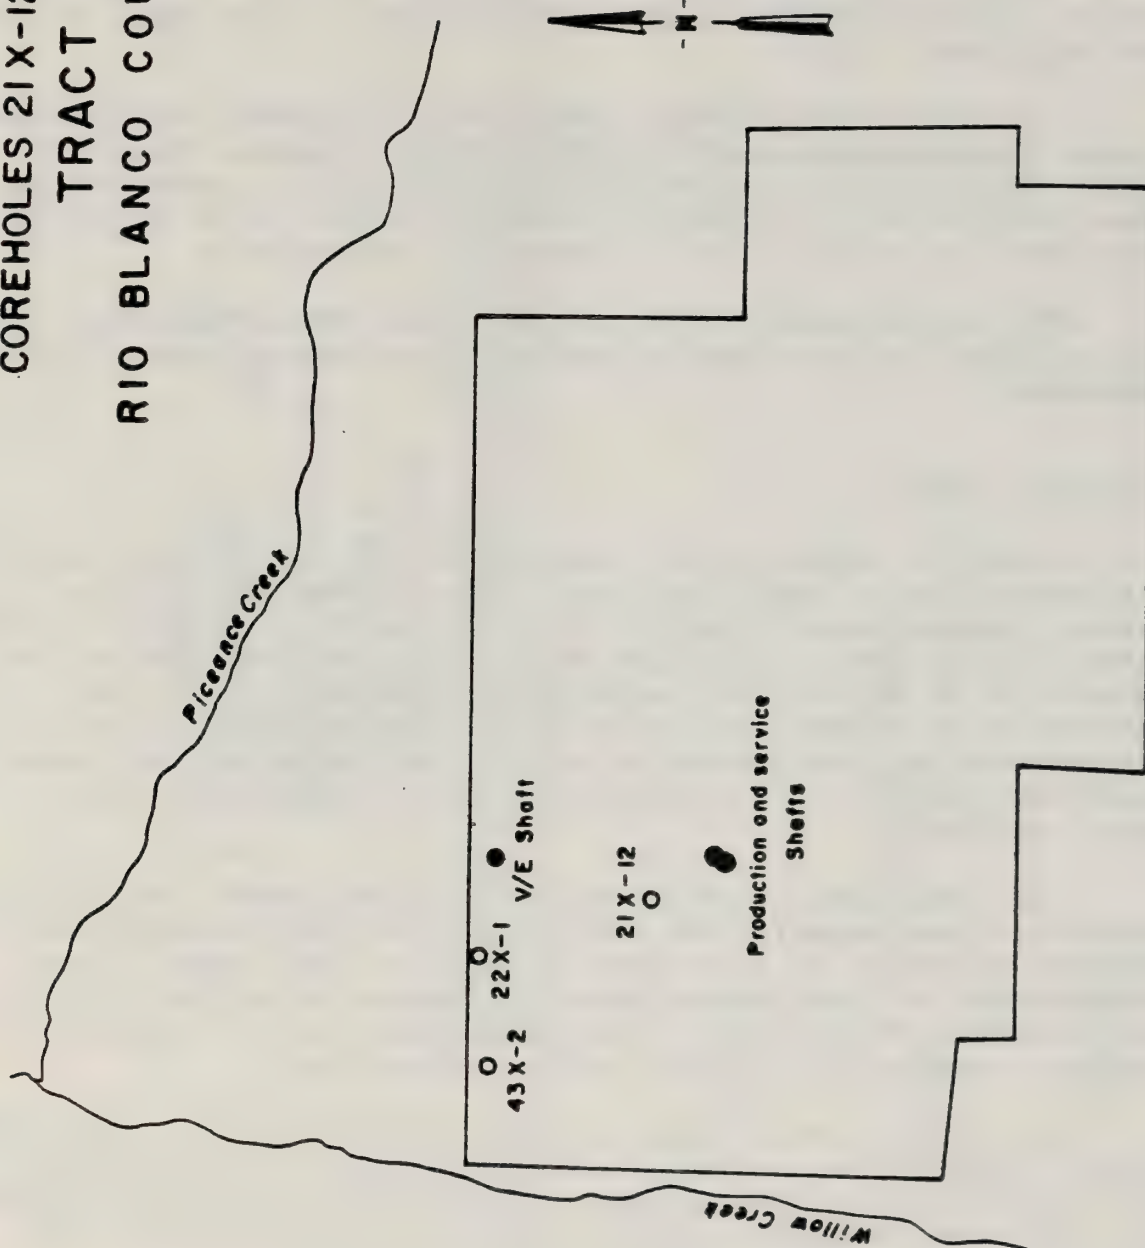 COREHOLES 21X-12
TRACT
RIO BLANCO COU
N
Piceance Creek
V/E Shaft
22X-1
43X-2
21X-12
Production and service
Shafts
Willow Creek